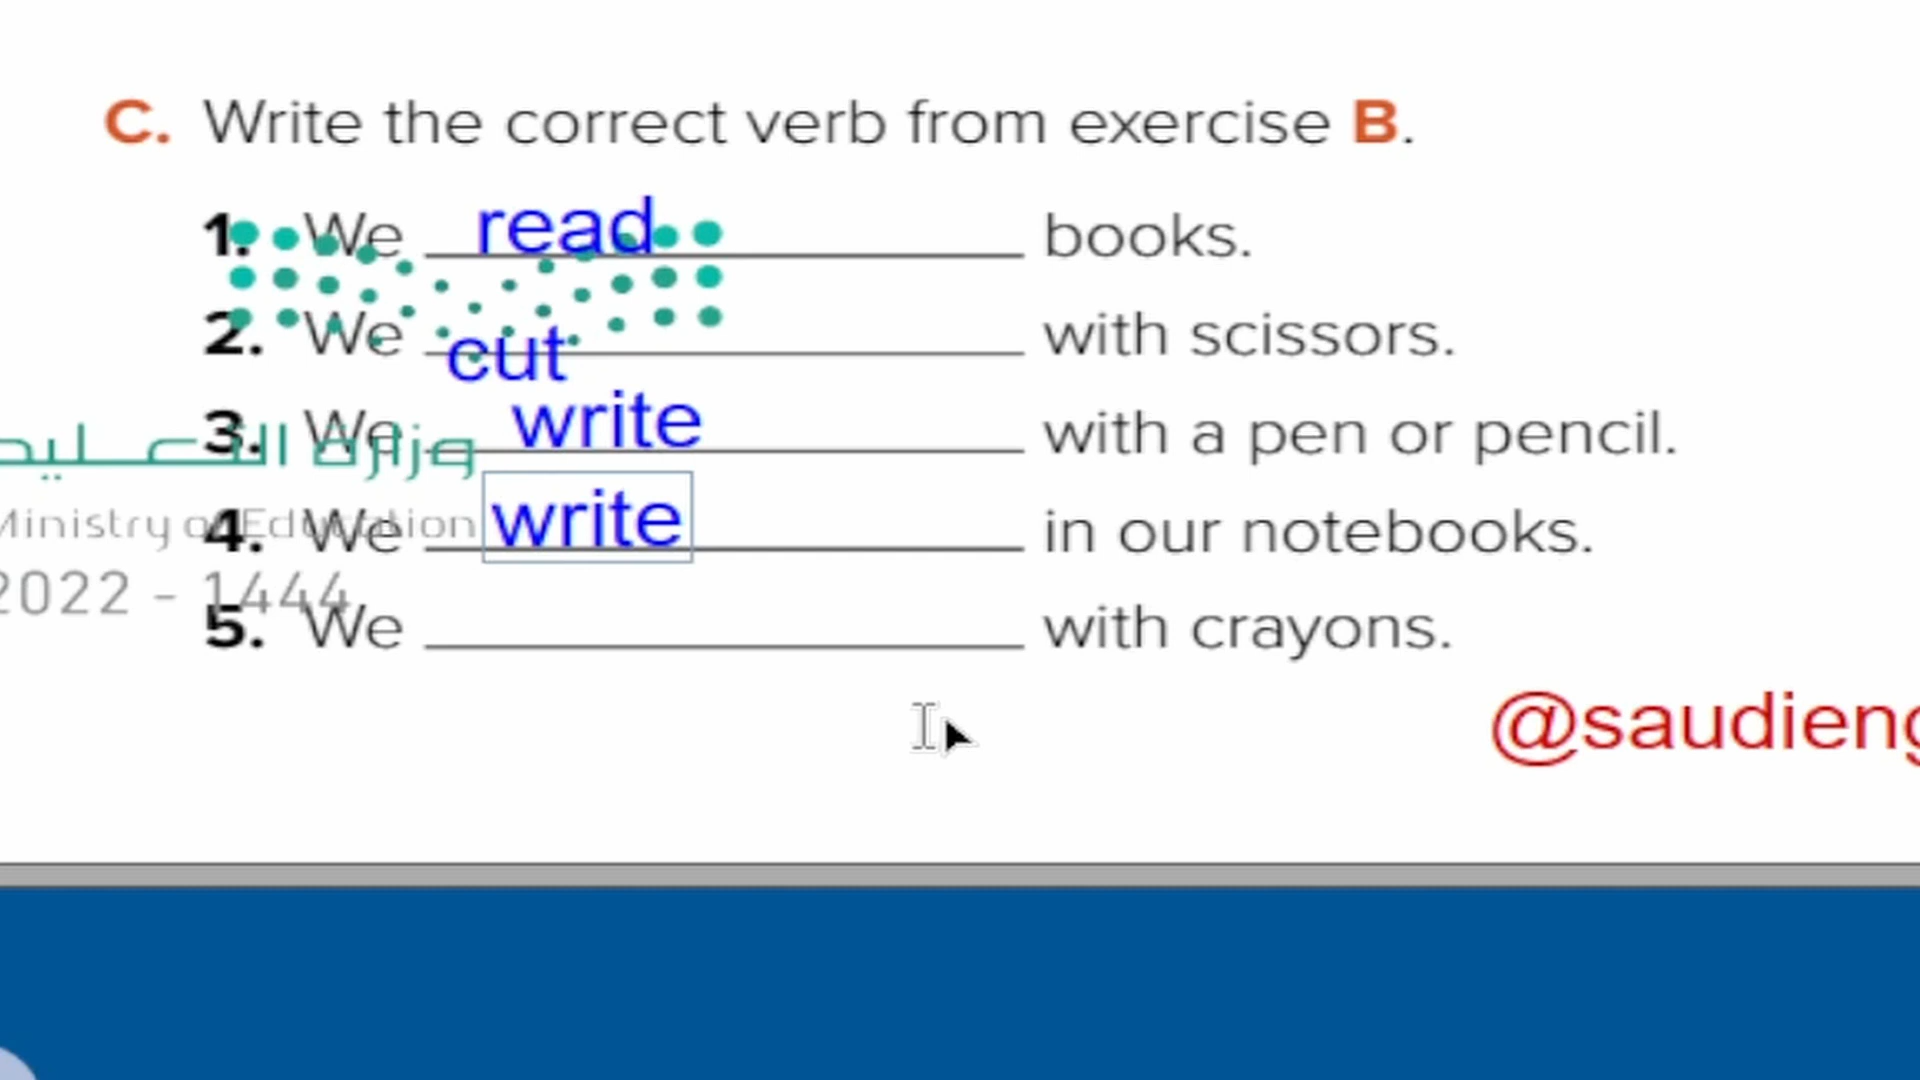 C. Write the correct verb from exercise B.
1. We read books.
2. We cut with scissors.
3. We write with a pen or pencil.
وزارة التعليم
4. We write in our notebooks.
Ministry of Education
2022 - 1444
5. We with crayons.
@saudieng